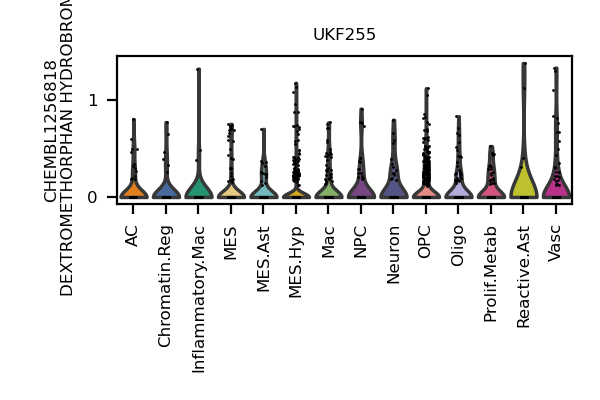 UKF255
CHEMBL1256818
DEXTROMETHORPHAN HYDROBROM
1
0
AC
Chromatin.Reg
Inflammatory.Mac
MES
MES.Ast
MES.Hyp
Mac
NPC
Neuron
OPC
Oligo
Prolif.Metab
Reactive.Ast
Vasc